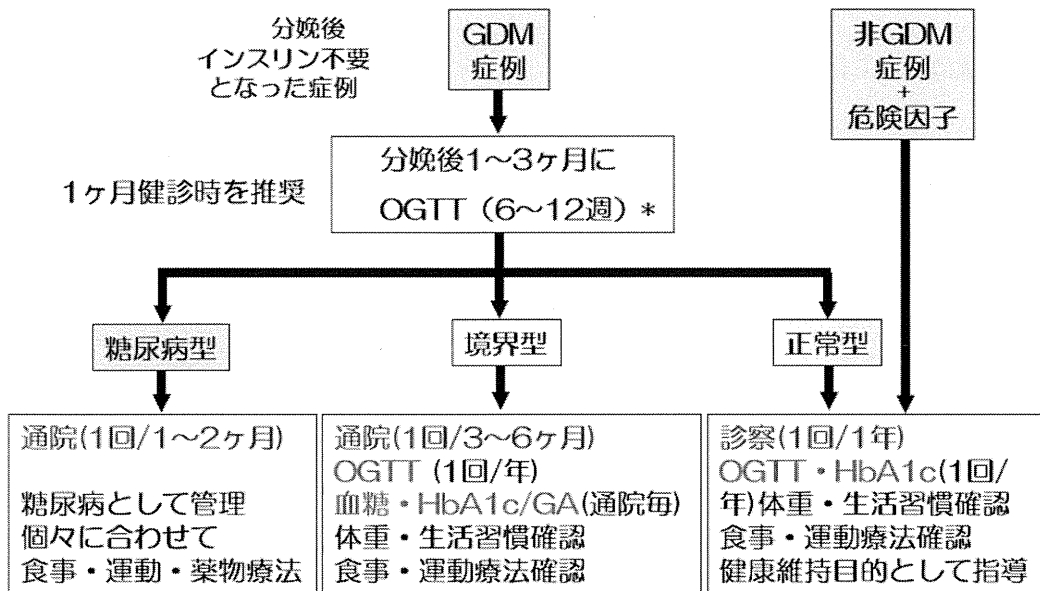 分娩後
インスリン不要
となった症例
GDM
症例
非GDM
症例
+
危険因子
1ヶ月健診時を推奨
分娩後1〜3ヶ月に
OGTT（6〜12週）*
糖尿病型
境界型
正常型
通院(1回/1〜2ヶ月)
糖尿病として管理
個々に合わせて
食事・運動・薬物療法
通院(1回/3〜6ヶ月)
OGTT (1回/年)
血糖・HbA1c/GA(通院毎)
体重・生活習慣確認
食事・運動療法確認
診察(1回/1年)
OGTT・HbA1c(1回/
年)体重・生活習慣確認
食事・運動療法確認
健康維持目的として指導